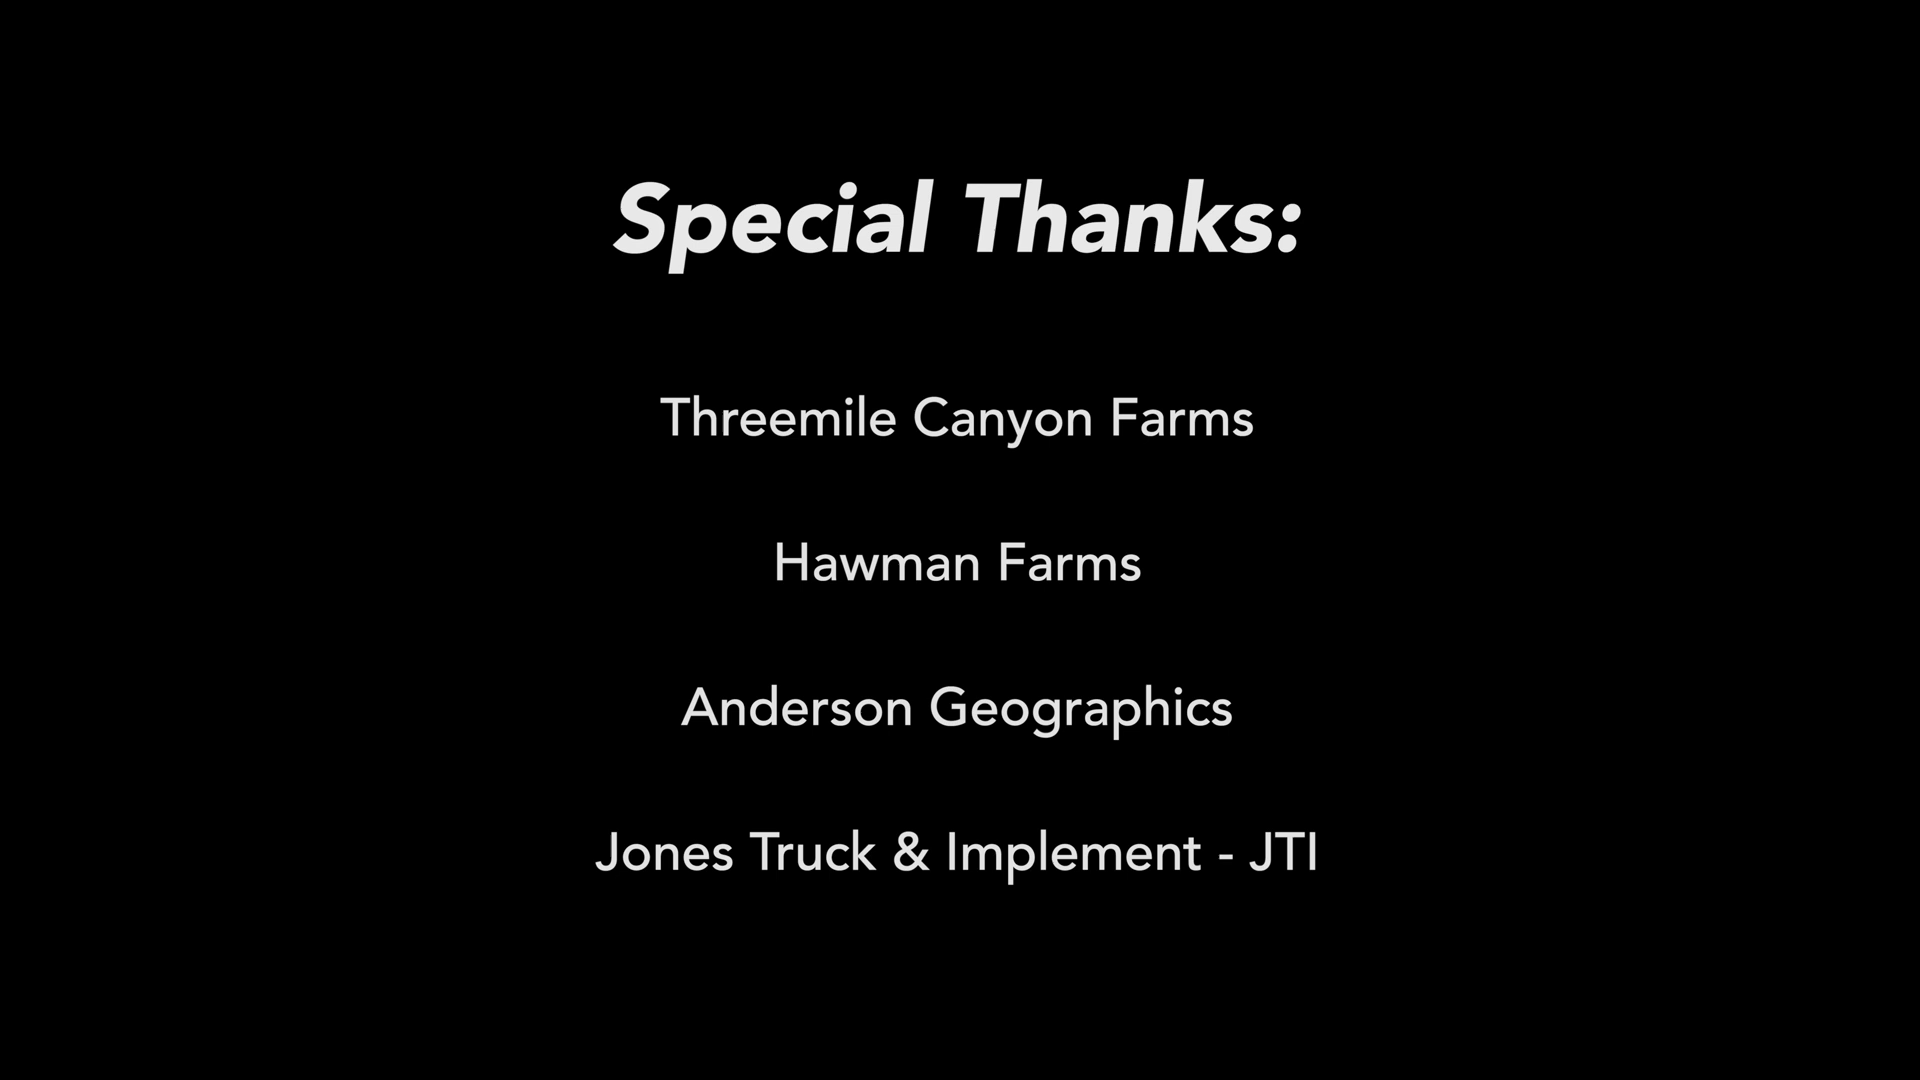 Special Thanks:
Threemile Canyon Farms
Hawman Farms
Anderson Geographics
Jones Truck & Implement - JTI